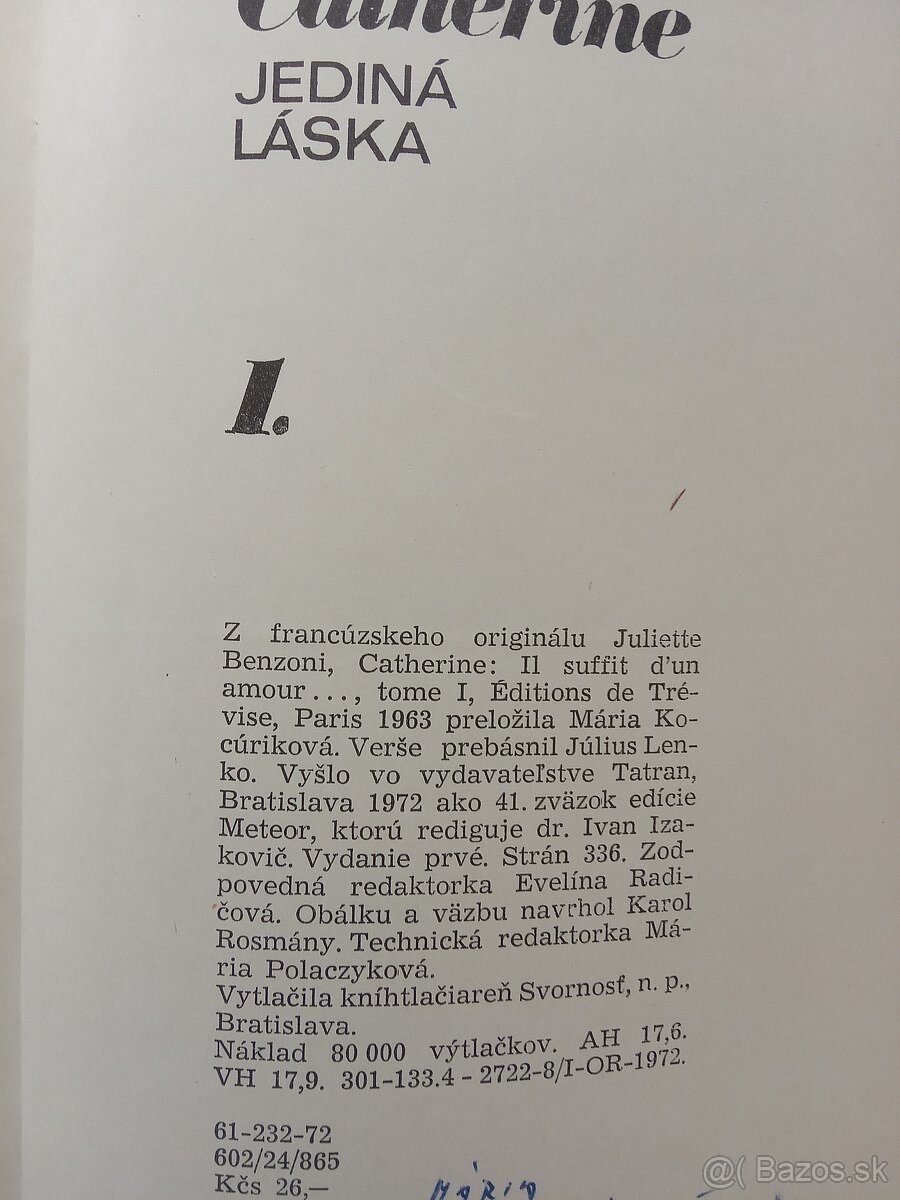 Catherine
JEDINÁ
LÁSKA
I.
Z francúzskeho originálu Juliette
Benzoni, Catherine: Il suffit d'un
amour..., tome I, Éditions de Tré-
vise, Paris 1963 preložila Mária Ko-
cúriková. Verše prebásnil Július Len-
ko. Vyšlo vo vydavateľstve Tatran,
Bratislava 1972 ako 41. zväzok edície
Meteor, ktorú rediguje dr. Ivan Iza-
kovič. Vydanie prvé. Strán 336. Zod-
povedná redaktorka Evelína Radi-
čová. Obálku a väzbu navrhol Karol
Rosmány. Technická redaktorka Má-
ria Polaczyková.
Vytlačila kníhtlačiareň Svornosť, n. p.,
Bratislava.
Náklad 80 000 výtlačkov. AH 17,6.
VH 17,9. 301-133.4 - 2722-8/I-OR-1972.
61-232-72
602/24/865
Kčs 26,—
@( Bazos.sk